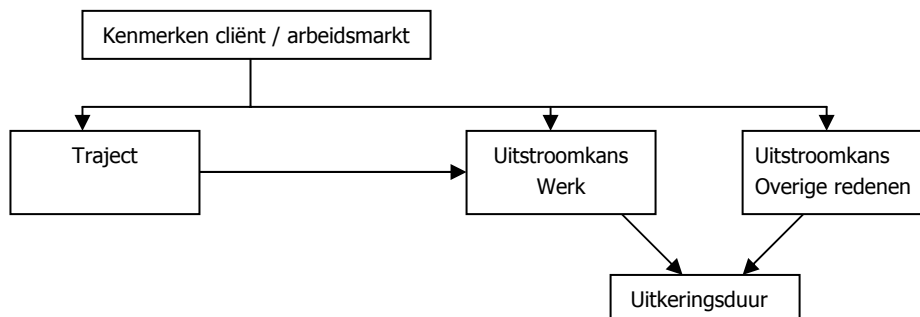 Kenmerken cliënt / arbeidsmarkt
Traject
Uitstroomkans
Werk
Uitstroomkans
Overige redenen
Uitkeringsduur